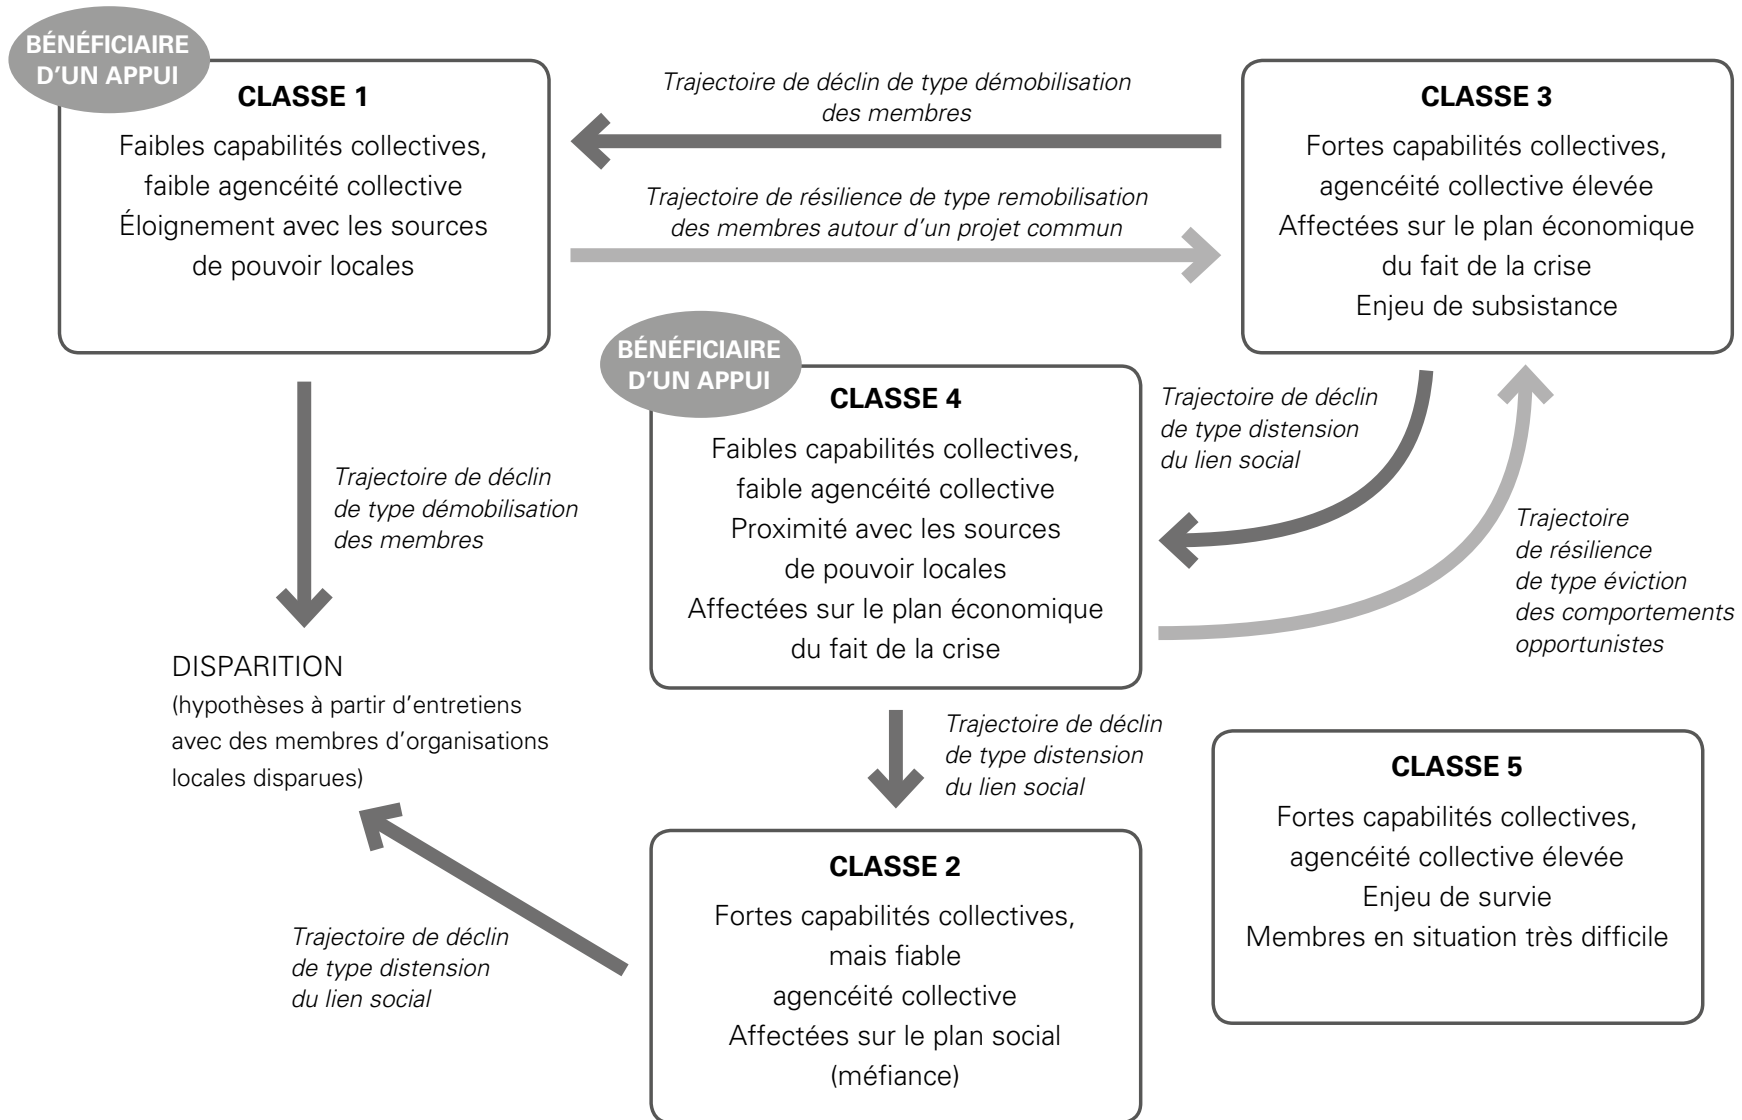 BÉNÉFICIAIRE
D'UN APPUI
CLASSE 1
Faibles capabilités collectives,
faible agencéité collective
Éloignement avec les sources
de pouvoir locales
Trajectoire de déclin de type démobilisation
des membres
Trajectoire de résilience de type remobilisation
des membres autour d'un projet commun
CLASSE 3
Fortes capabilités collectives,
agencéité collective élevée
Affectées sur le plan économique
du fait de la crise
Enjeu de subsistance
BÉNÉFICIAIRE
D'UN APPUI
CLASSE 4
Faibles capabilités collectives,
faible agencéité collective
Proximité avec les sources
de pouvoir locales
Affectées sur le plan économique
du fait de la crise
Trajectoire de déclin
de type distension
du lien social
Trajectoire
de résilience
de type éviction
des comportements
opportunistes
Trajectoire de déclin
de type démobilisation
des membres
DISPARITION
(hypothèses à partir d'entretiens
avec des membres d'organisations
locales disparues)
Trajectoire de déclin
de type distension
du lien social
CLASSE 5
Fortes capabilités collectives,
agencéité collective élevée
Enjeu de survie
Membres en situation très difficile
CLASSE 2
Fortes capabilités collectives,
mais fiable
agencéité collective
Affectées sur le plan social
(méfiance)
Trajectoire de déclin
de type distension
du lien social